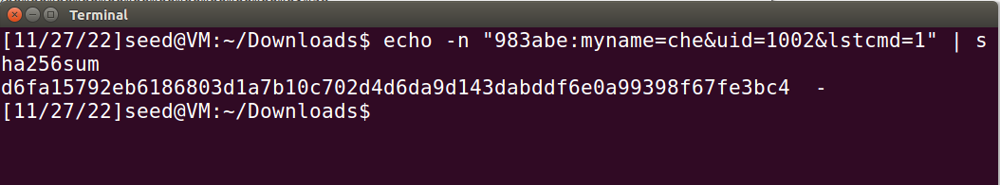 Terminal
[11/27/22]seed@VM:~/Downloads$ echo -n "983abe:myname=che&uid=1002&lstcmd=1" | s
ha256sum
d6fa15792eb6186803d1a7b10c702d4d6da9d143dabddf6e0a99398f67fe3bc4  -
[11/27/22]seed@VM:~/Downloads$